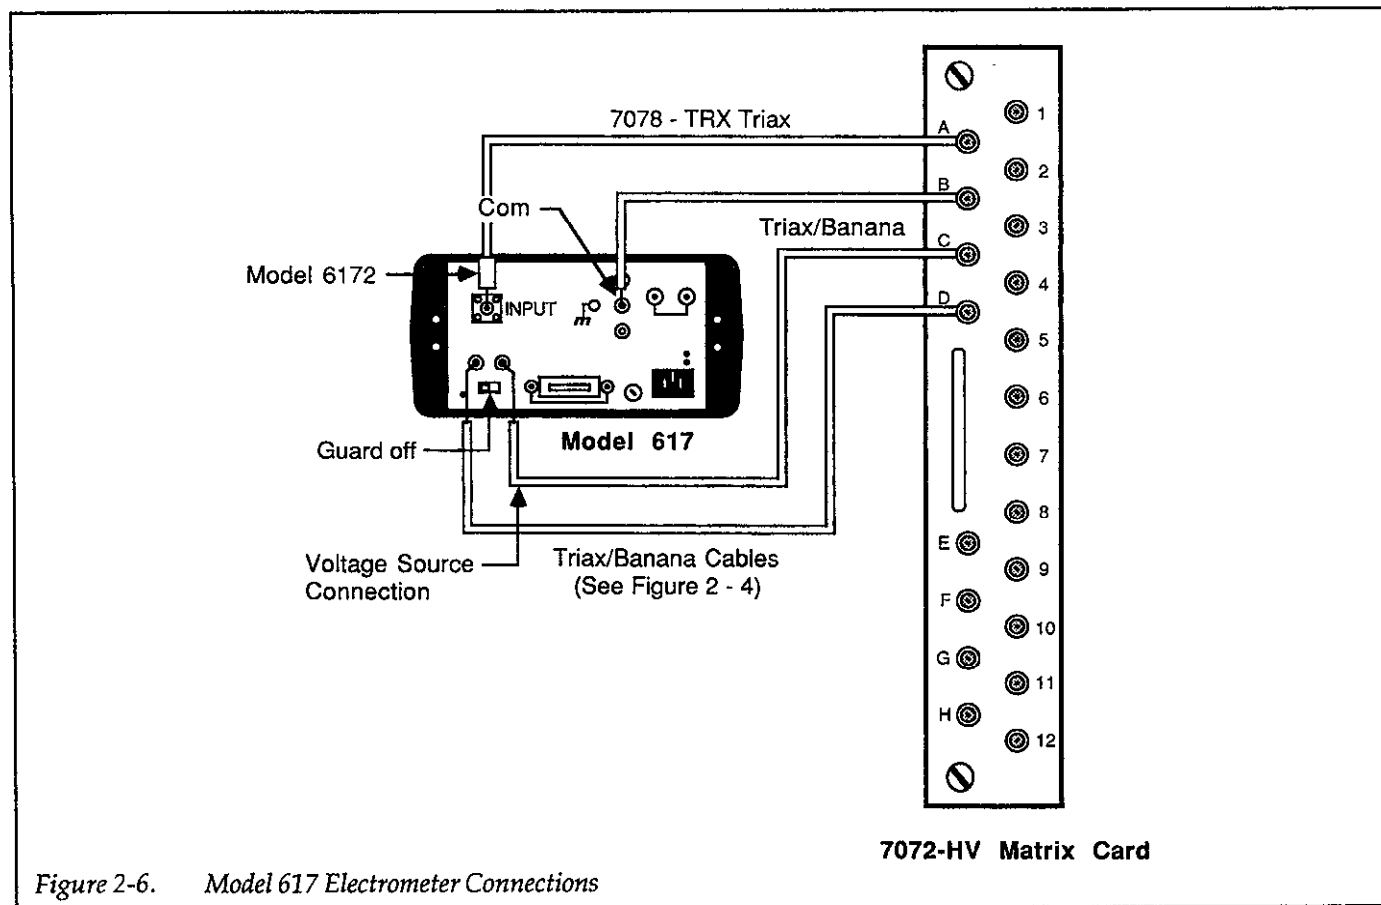 7078 - TRX Triax
Com
Triax/Banana
Model 6172
INPUT
Guard off
Model 617
Voltage Source
Connection
Triax/Banana Cables
(See Figure 2 - 4)
A
B
C
D
E
F
G
H
1
2
3
4
5
6
7
8
9
10
11
12
7072-HV Matrix Card
Figure 2-6. Model 617 Electrometer Connections